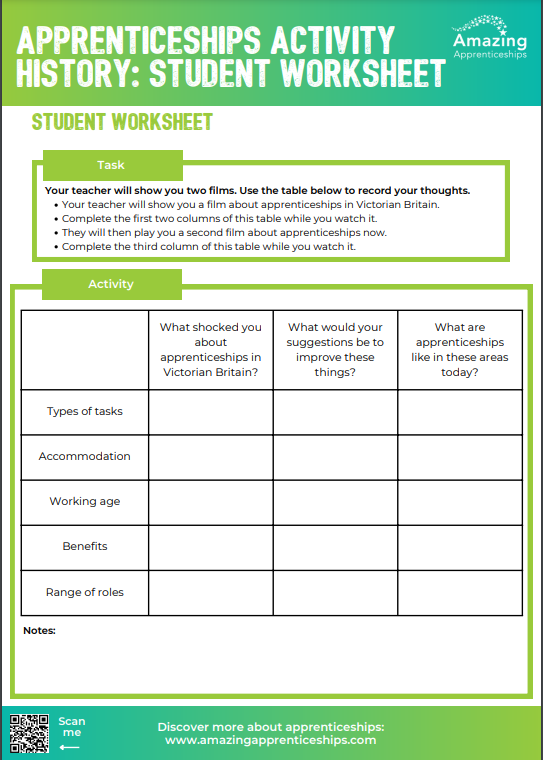 APPRENTICESHIPS ACTIVITY
HISTORY: STUDENT WORKSHEET
Amazing
Apprenticeships
STUDENT WORKSHEET
Task
Your teacher will show you two films. Use the table below to record your thoughts.
• Your teacher will show you a film about apprenticeships in Victorian Britain.
• Complete the first two columns of this table while you watch it.
• They will then play you a second film about apprenticeships now.
• Complete the third column of this table while you watch it.
Activity
What shocked you
about
apprenticeships in
Victorian Britain?
What would your
suggestions be to
improve these
things?
What are
apprenticeships
like in these areas
today?
Types of tasks
Accommodation
Working age
Benefits
Range of roles
Notes:
Scan
me
Discover more about apprenticeships:
www.amazingapprenticeships.com